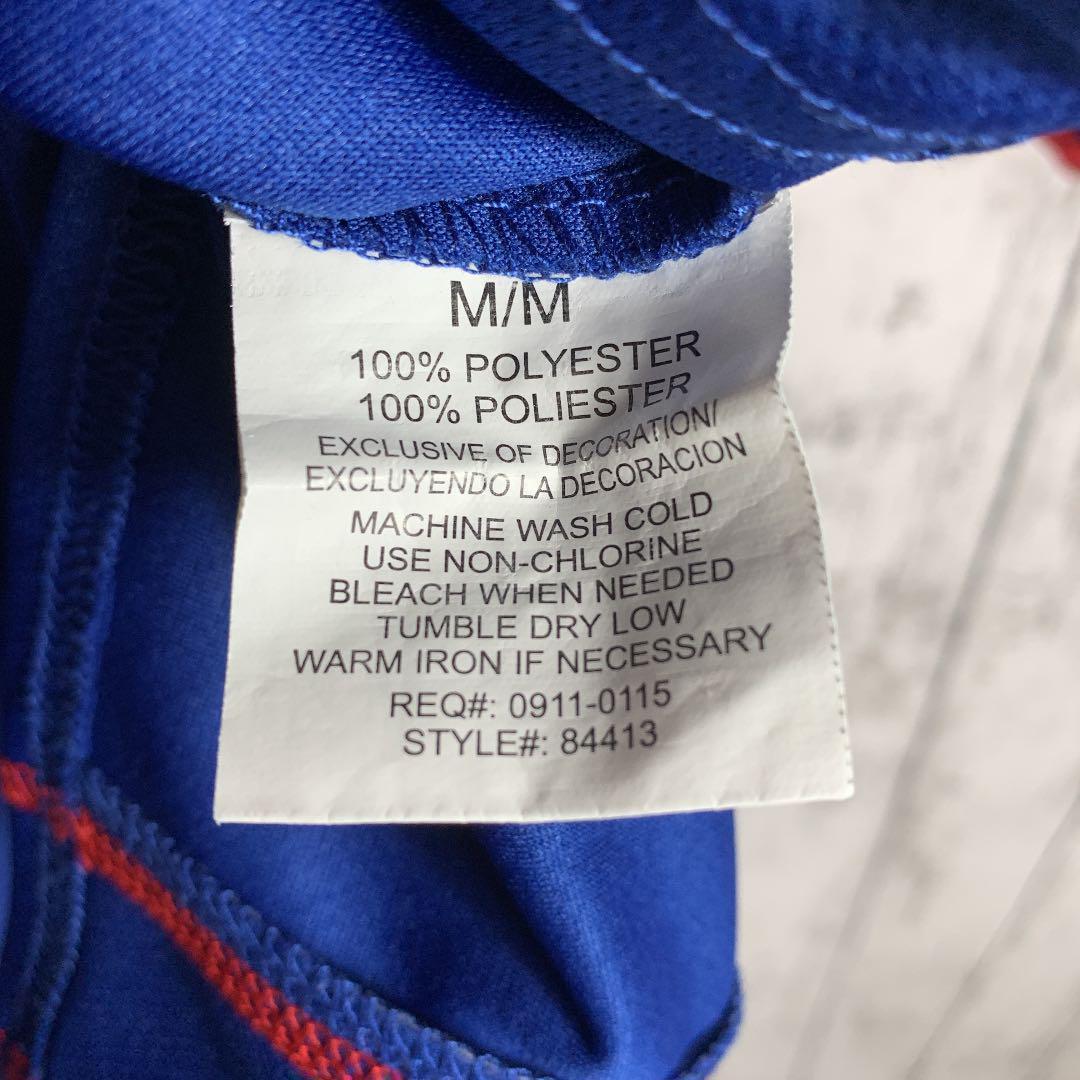 M/M
100% POLYESTER
100% POLIESTER
EXCLUSIVE OF DECORATION/
EXCLUYENDO LA DECORACION
MACHINE WASH COLD
USE NON-CHLORINE
BLEACH WHEN NEEDED
TUMBLE DRY LOW
WARM IRON IF NECESSARY
REQ#: 0911-0115
STYLE#: 84413